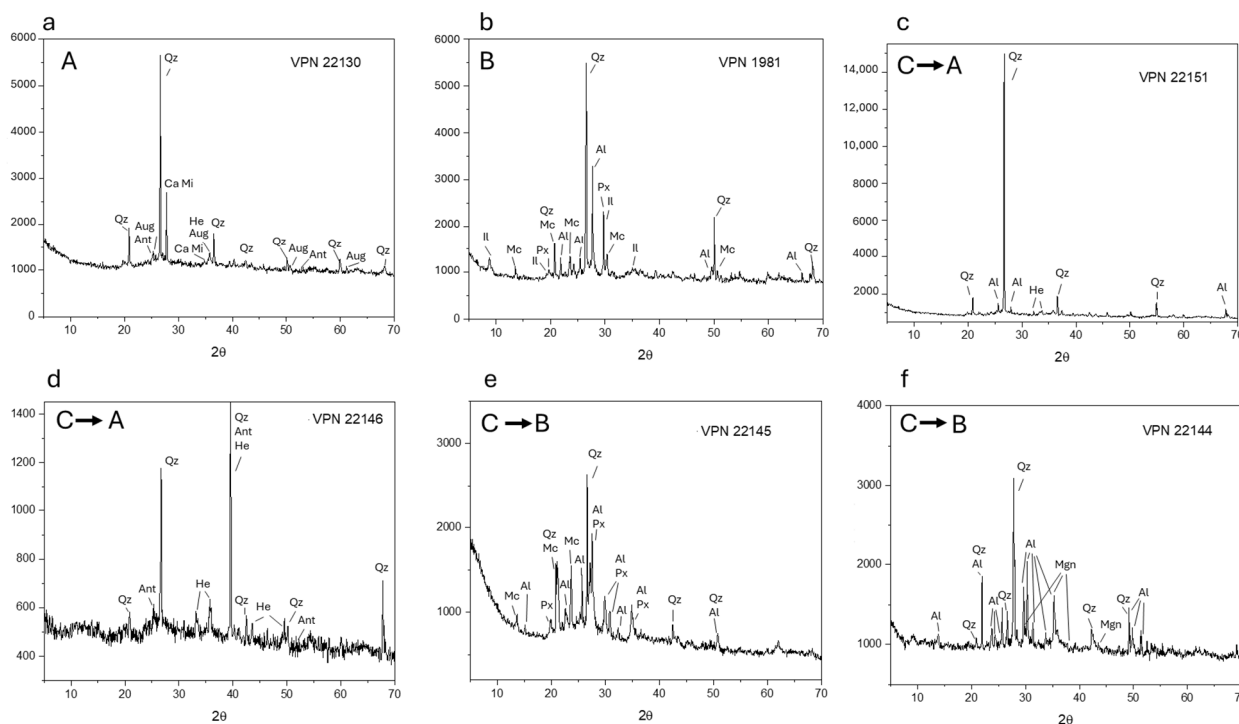 a
A
VPN 22130
6000
5000
4000
3000
2000
1000
0
10 20 30 40 50 60 70
2θ
Qz
Qz
Aug
Ant
Ca Mi
Ca Mi
He
Aug
Qz
Qz
Qz
Aug
Ant
Qz
Aug
Qz
b
B
VPN 1981
6000
5000
4000
3000
2000
1000
0
10 20 30 40 50 60 70
2θ
Il
Mc
Px
Il
Qz
Mc
Al
Mc
Al
Qz
Al
Px
Il
Mc
Il
Al
Qz
Mc
Al
Qz
c
C → A
VPN 22151
14,000
12,000
10,000
8000
6000
4000
2000
10 20 30 40 50 60 70
2θ
Qz
Al
Qz
Al
He
Qz
Qz
Al
d
C → A
VPN 22146
1400
1200
1000
800
600
400
10 20 30 40 50 60 70
2θ
Qz
Ant
Qz
He
Qz
Ant
He
Qz
He
Qz
Ant
Qz
e
C → B
VPN 22145
3000
2000
1000
10 20 30 40 50 60 70
2θ
Mc
Al
Px
Qz
Mc
Al
Mc
Al
Qz
Al
Px
Al
Px
Al
Al
Px
Qz
Qz
Al
f
C → B
VPN 22144
4000
3000
2000
1000
0
10 20 30 40 50 60 70
2θ
Al
Qz
Qz
Al
Al
Qz
Qz
Al
Mgn
Qz
Mgn
Qz
Al